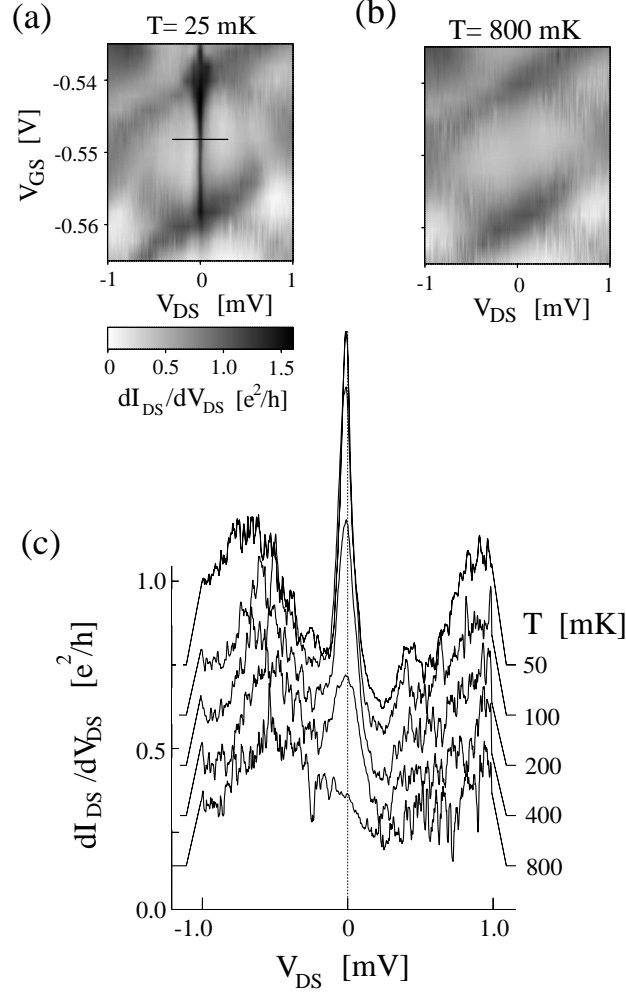 (a)
T= 25 mK
(b)
T= 800 mK
V_GS [V]
-0.54
-0.55
-0.56
-1
0
1
V_DS [mV]
-1
0
1
V_DS [mV]
0
0.5
1.0
1.5
dI_DS/dV_DS [e²/h]
(c)
dI_DS/dV_DS [e²/h]
1.0
0.5
0.0
T [mK]
50
100
200
400
800
-1.0
0
1.0
V_DS [mV]